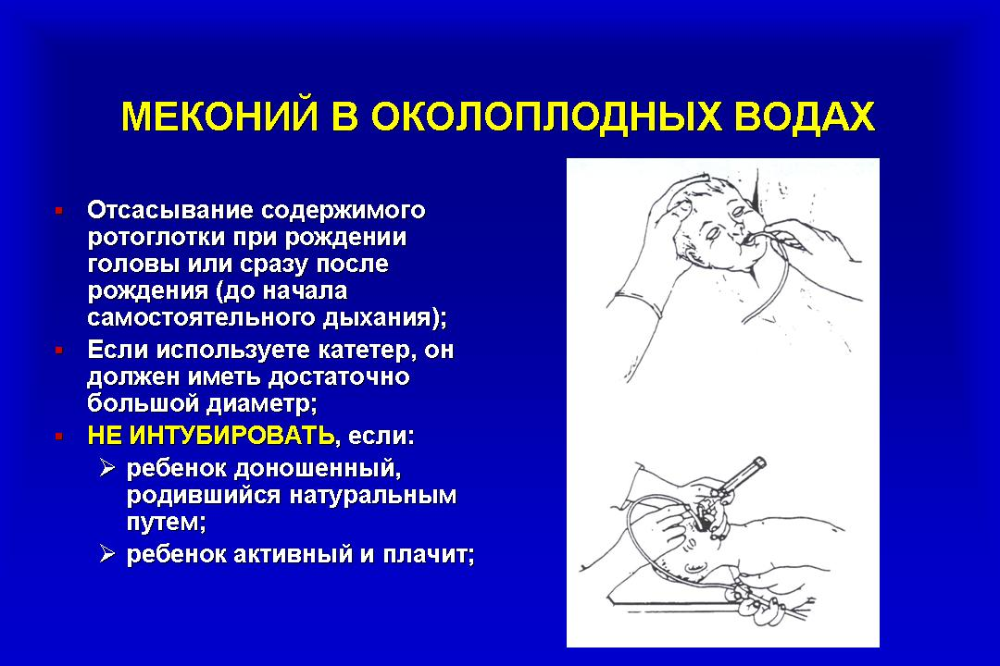 МЕКОНИЙ В ОКОЛОПЛОДНЫХ ВОДАХ
Отсасывание содержимого
ротоглотки при рождении
головы или сразу после
рождения (до начала
самостоятельного дыхания);
Если используете катетер, он
должен иметь достаточно
большой диаметр;
НЕ ИНТУБИРОВАТЬ, если:
ребенок доношенный,
родившийся натуральным
путем;
ребенок активный и плачит;